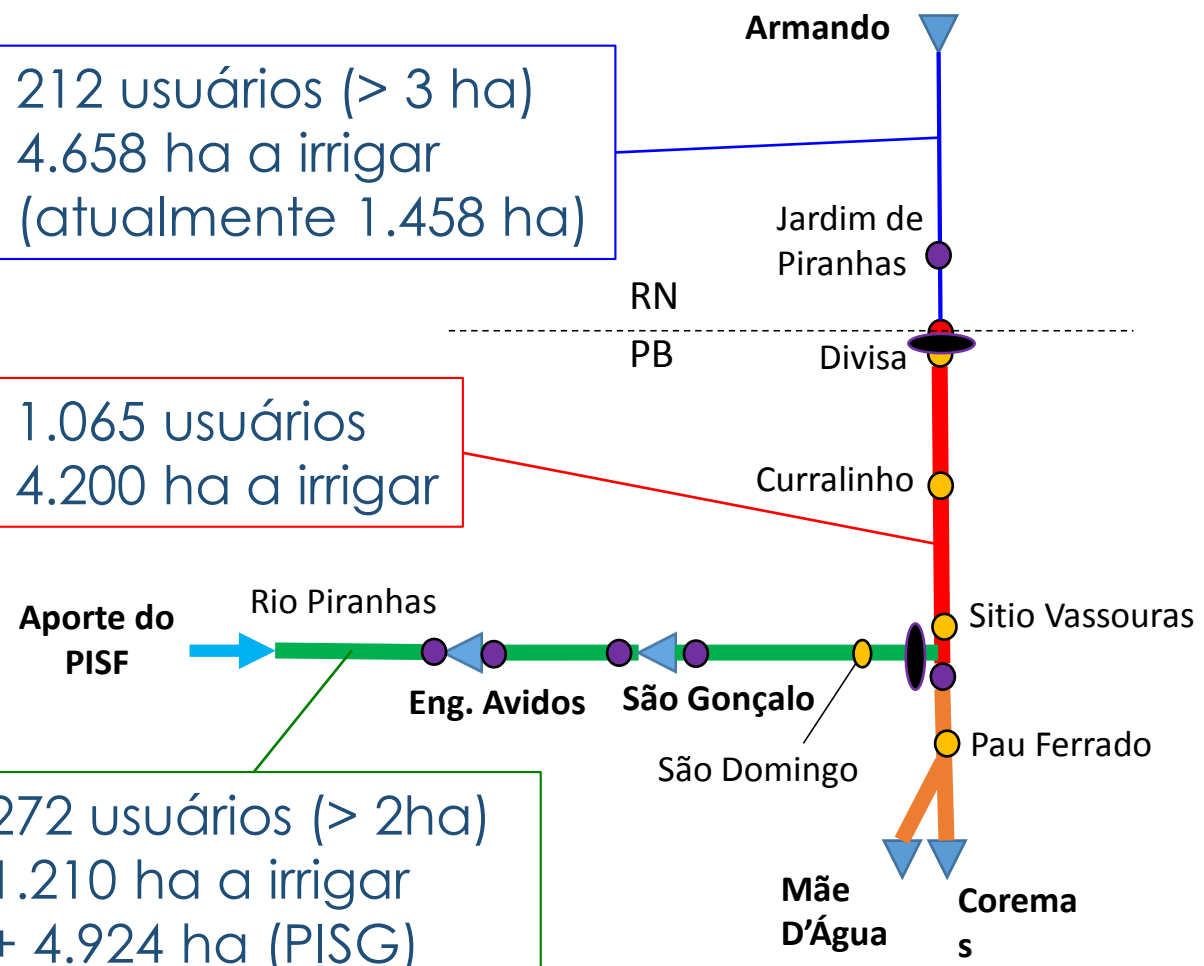 Armando
212 usuários (> 3 ha)
4.658 ha a irrigar
(atualmente 1.458 ha)
Jardim de
Piranhas
RN
PB
Divisa
1.065 usuários
4.200 ha a irrigar
Curralinho
Aporte do
PISF
Rio Piranhas
Sitio Vassouras
Eng. Avidos
São Gonçalo
São Domingo
Pau Ferrado
272 usuários (> 2ha)
1.210 ha a irrigar
+ 4.924 ha (PISG)
Mãe
D'Água
Corema
s